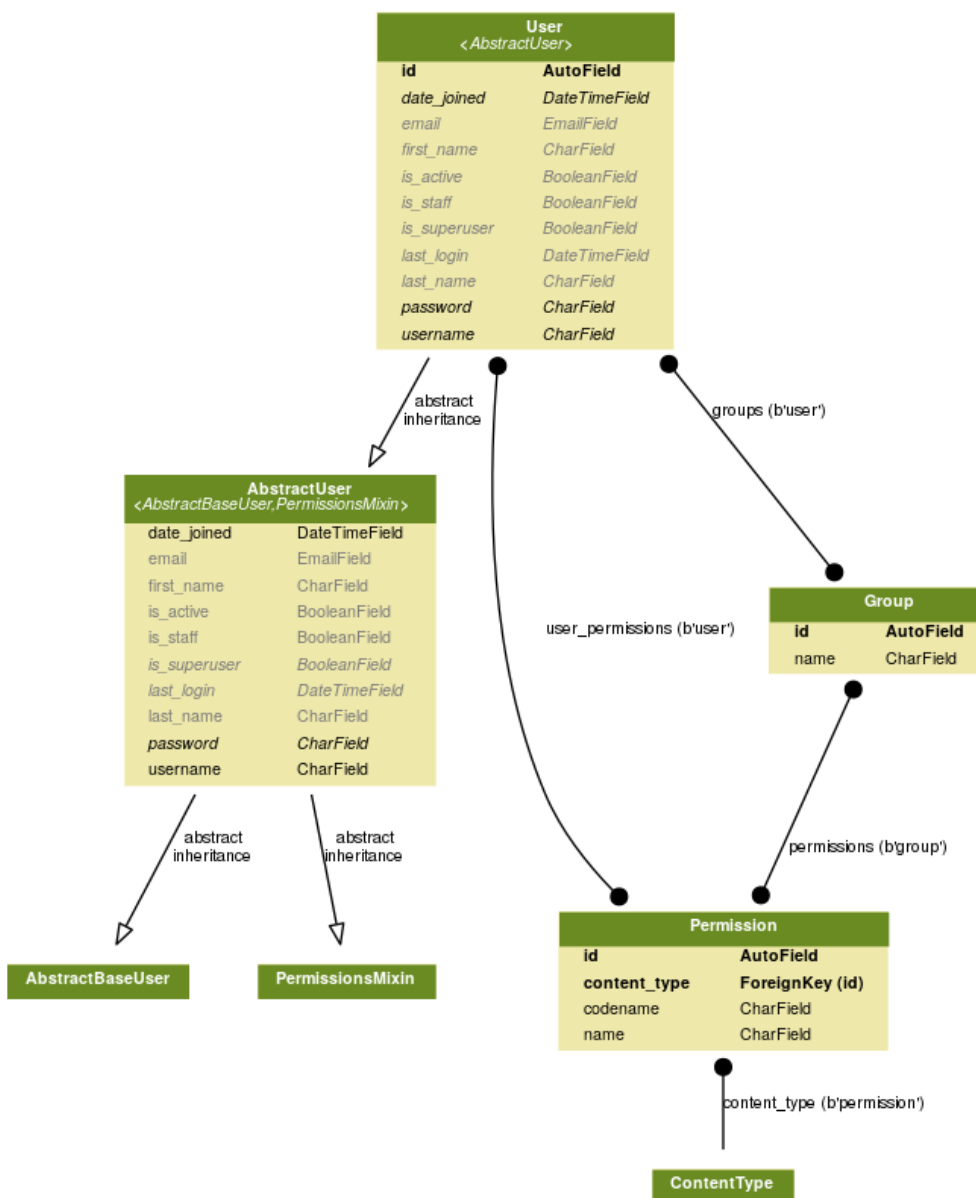 User
<AbstractUser>
id AutoField
date_joined DateTimeField
email EmailField
first_name CharField
is_active BooleanField
is_staff BooleanField
is_superuser BooleanField
last_login DateTimeField
last_name CharField
password CharField
username CharField
abstract
inheritance
groups (b'user')
AbstractUser
<AbstractBaseUser,PermissionsMixin>
date_joined DateTimeField
email EmailField
first_name CharField
is_active BooleanField
is_staff BooleanField
is_superuser BooleanField
last_login DateTimeField
last_name CharField
password CharField
username CharField
user_permissions (b'user')
Group
id AutoField
name CharField
abstract
inheritance
abstract
inheritance
permissions (b'group')
AbstractBaseUser
PermissionsMixin
Permission
id AutoField
content_type ForeignKey (id)
codename CharField
name CharField
content_type (b'permission')
ContentType